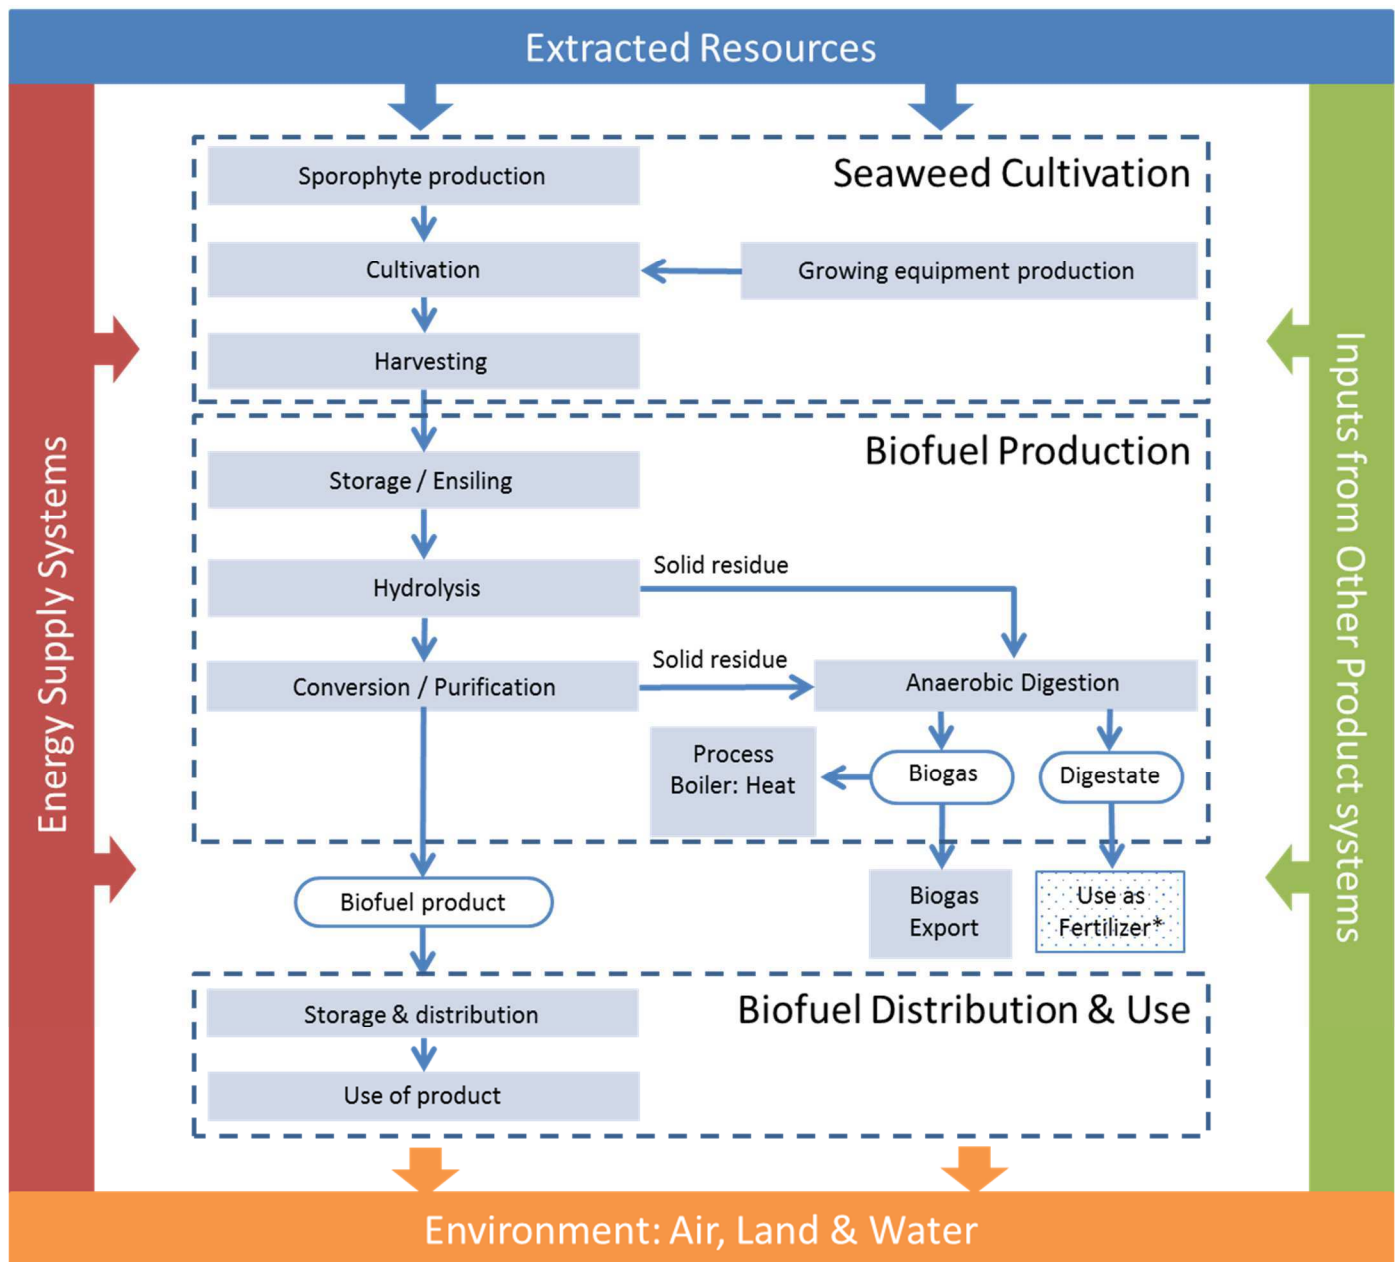 Extracted Resources
Energy Supply Systems
Inputs from Other Product systems
Seaweed Cultivation
Sporophyte production
Cultivation
Growing equipment production
Harvesting
Biofuel Production
Storage / Ensiling
Hydrolysis
Solid residue
Conversion / Purification
Solid residue
Anaerobic Digestion
Process
Boiler: Heat
Biogas
Digestate
Biofuel product
Biogas
Export
Use as
Fertilizer*
Biofuel Distribution & Use
Storage & distribution
Use of product
Environment: Air, Land & Water